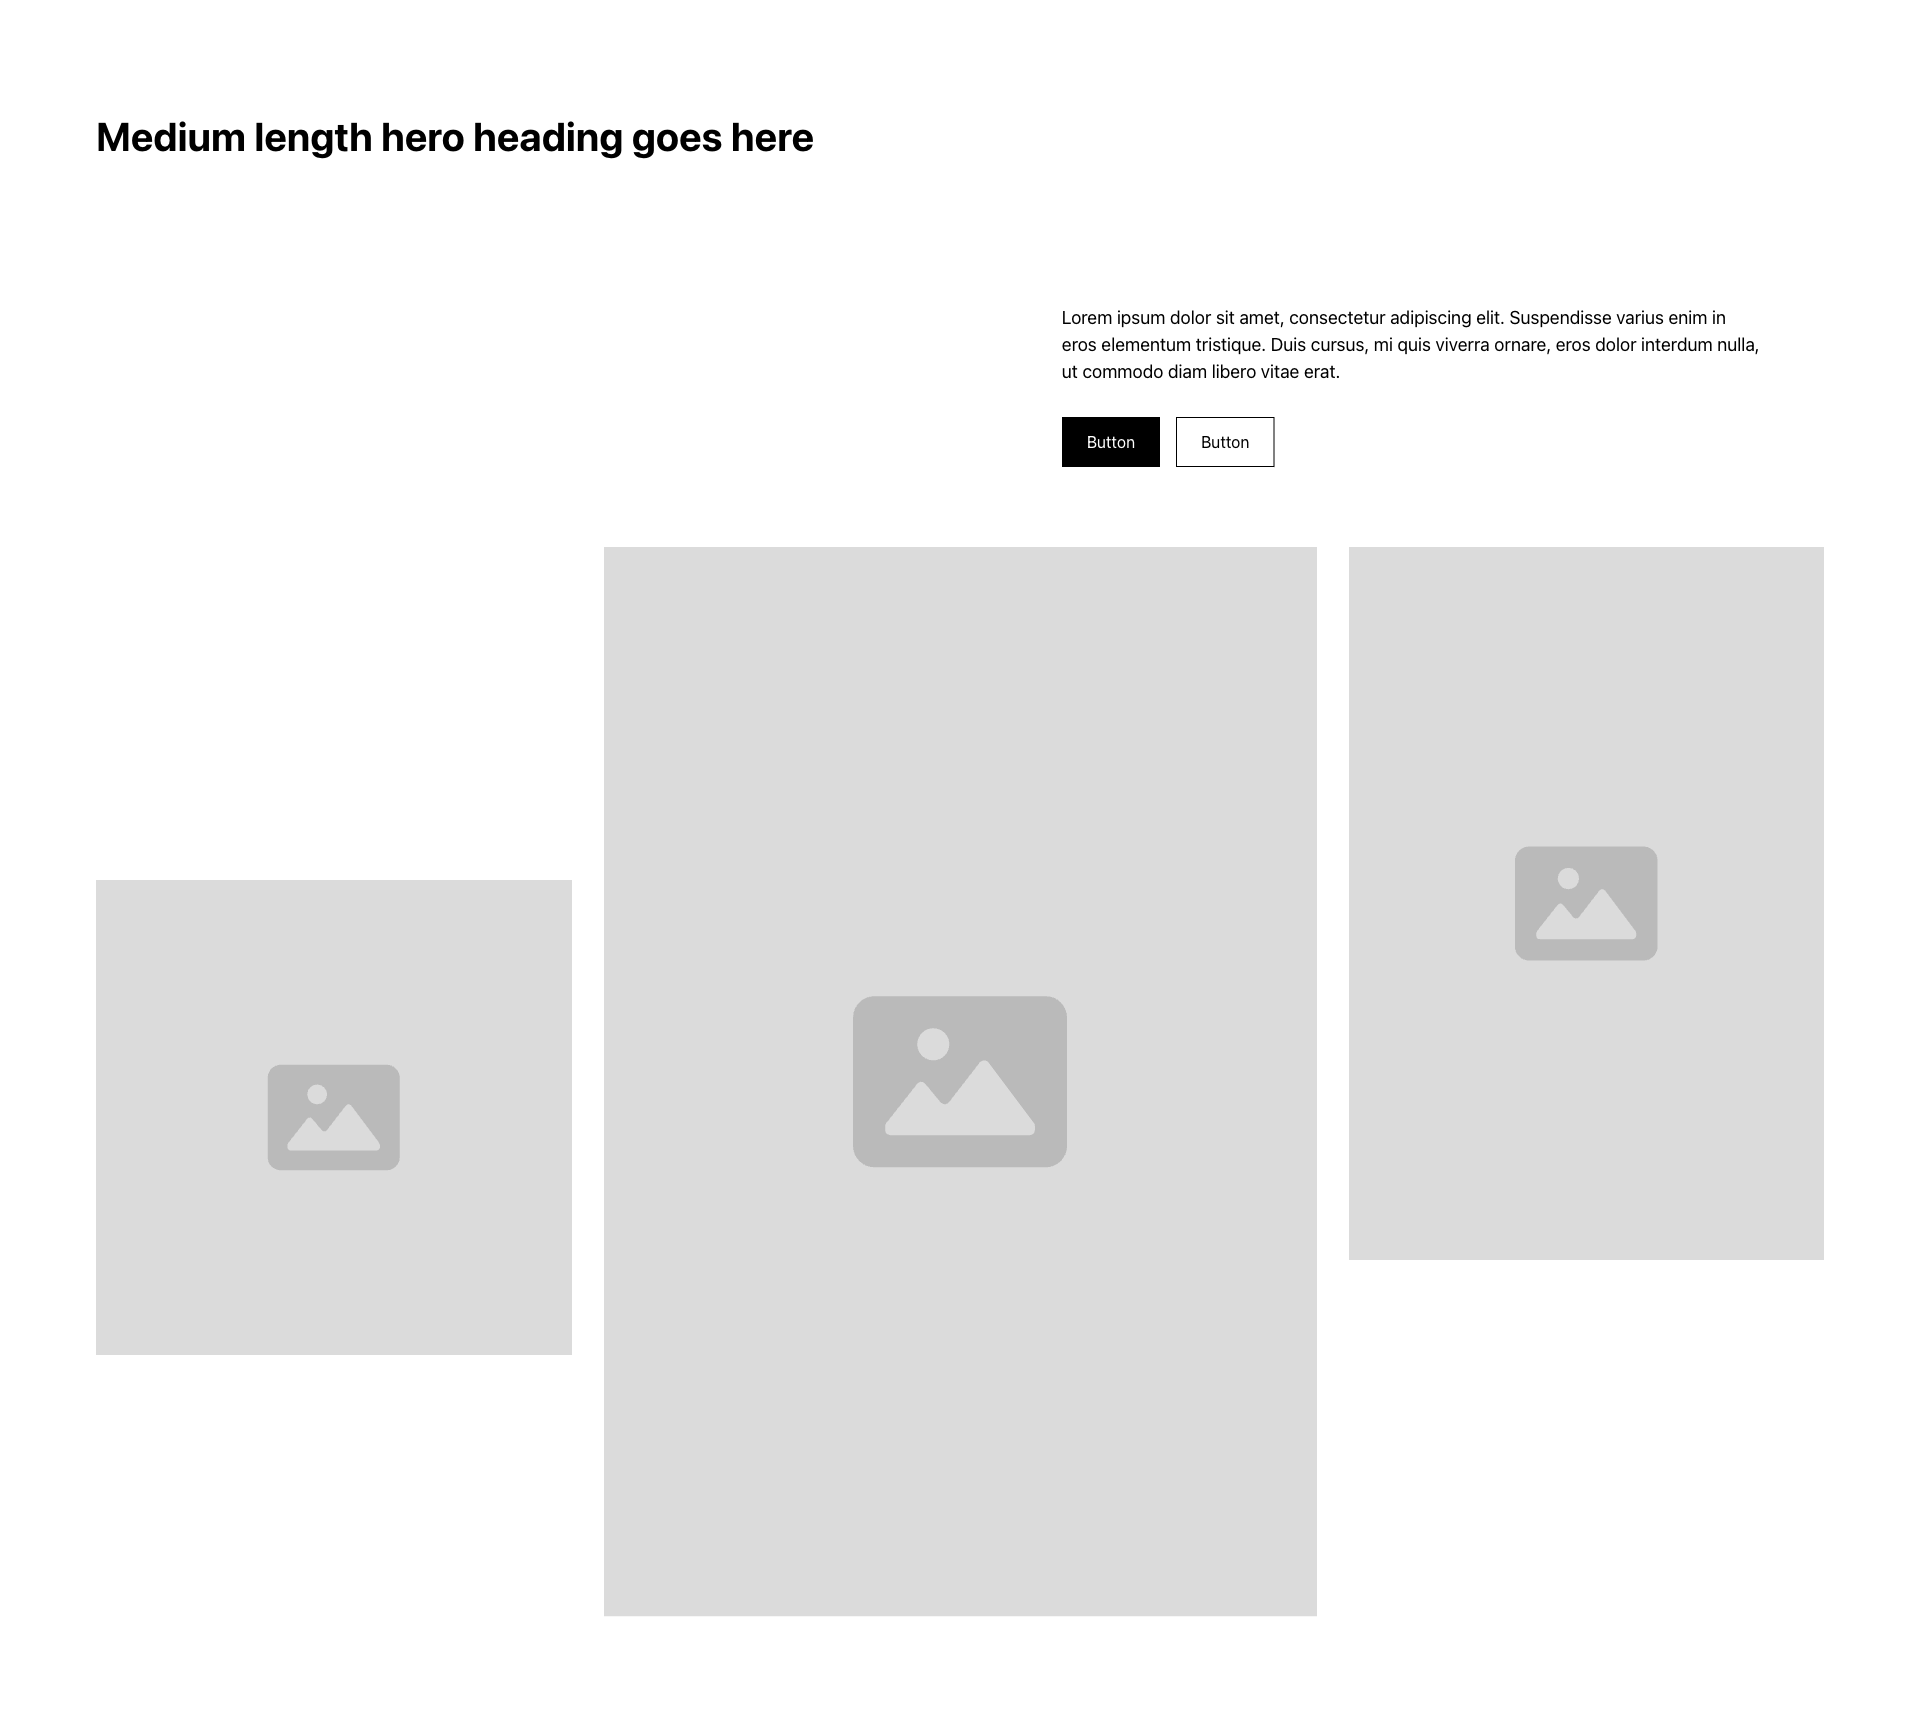 Medium length hero heading goes here
Lorem ipsum dolor sit amet, consectetur adipiscing elit. Suspendisse varius enim in
eros elementum tristique. Duis cursus, mi quis viverra ornare, eros dolor interdum nulla,
ut commodo diam libero vitae erat.
Button
Button